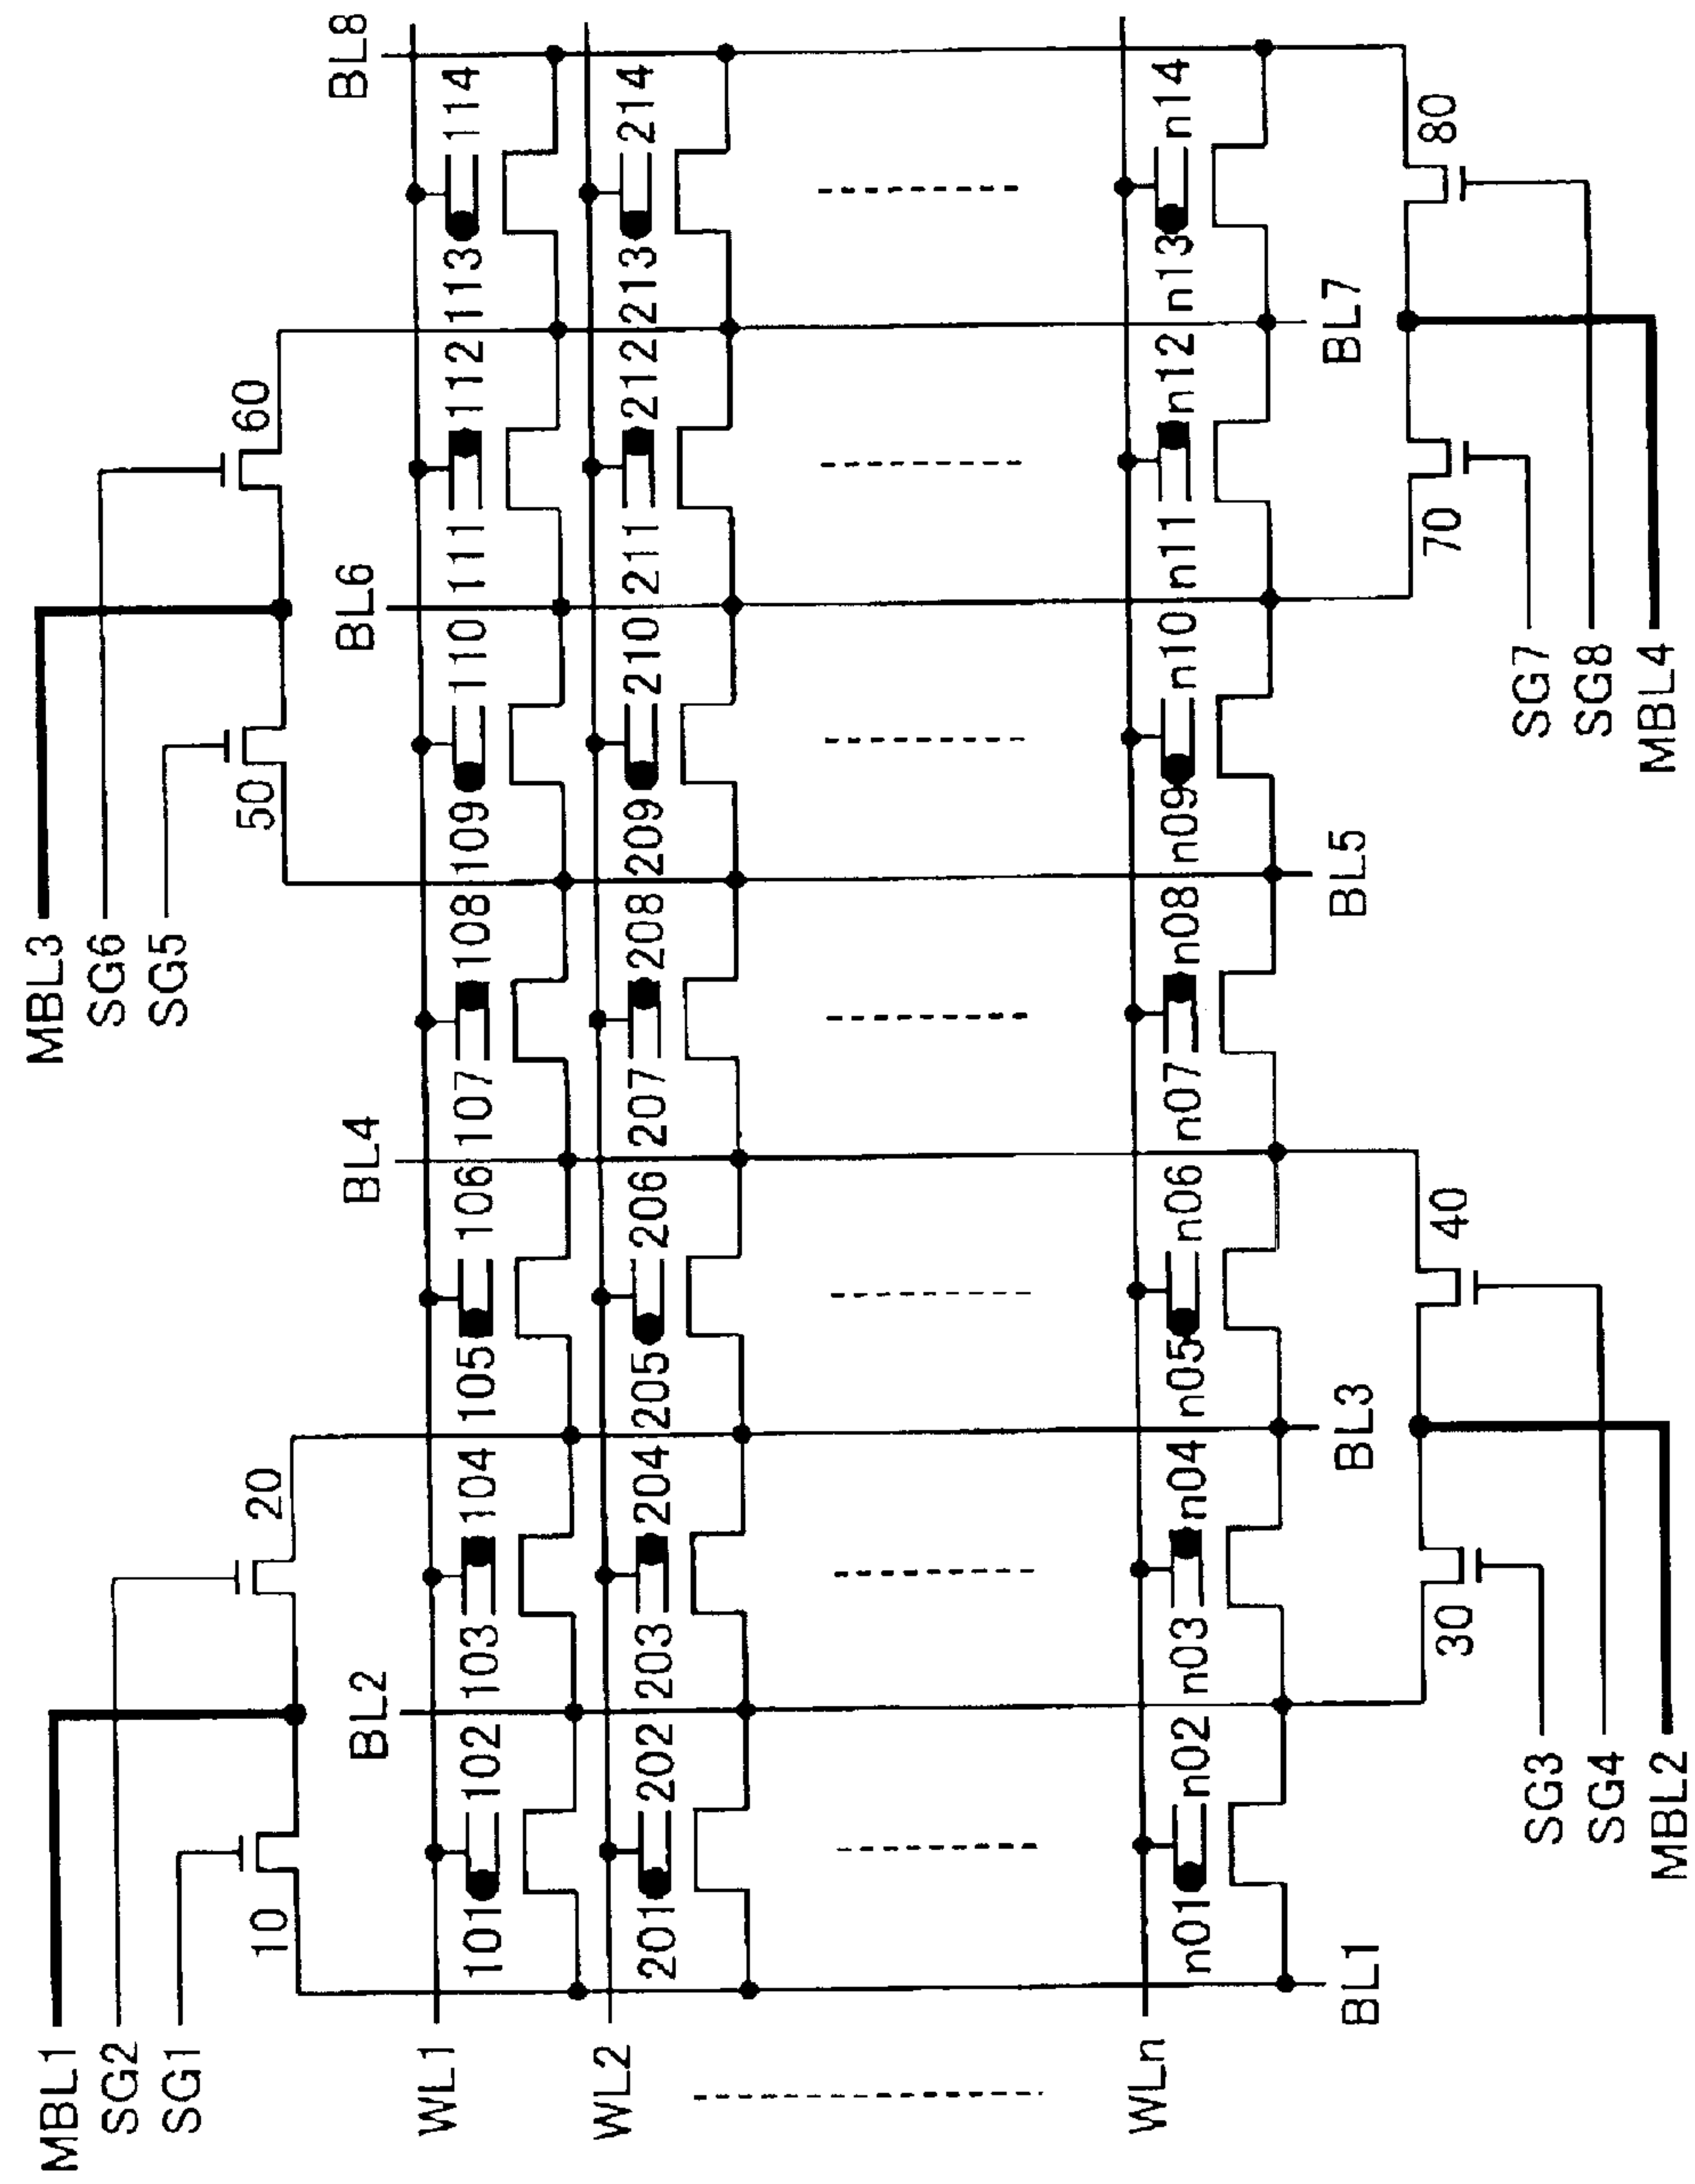 MBL1 MBL3
SG2 SG6
SG1 SG5
10 20 50 60
BL2 BL4 BL6 BL8
WL1 101 102 103 104 105 106 107 108 109 110 111 112 113 114
WL2 201 202 203 204 205 206 207 208 209 210 211 212 213 214
WLn n01 n02 n03 n04 n05 n06 n07 n08 n09 n10 n11 n12 n13 n14
BL1 BL3 BL5 BL7
30 40 70 80
SG3 SG7
SG4 SG8
MBL2 MBL4